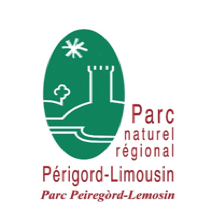 Parc
naturel
régional
Périgord-Limousin
Parc Peiregòrd-Lemosin